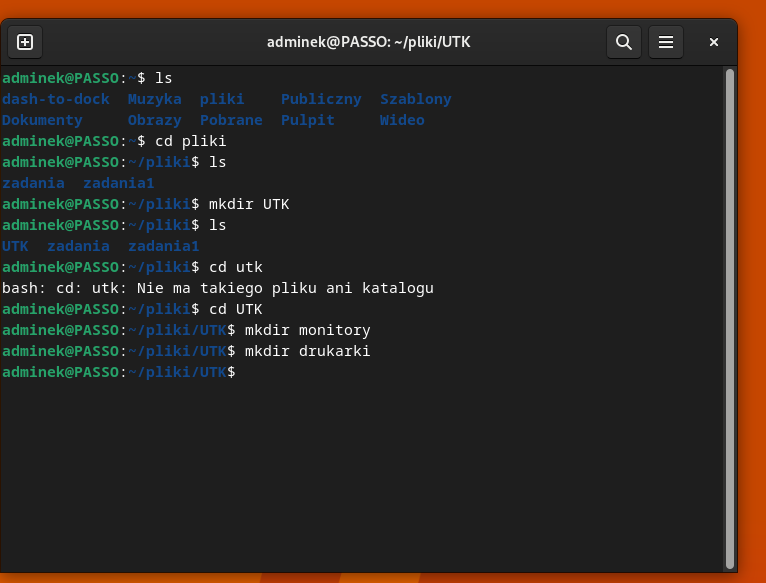 adminek@PASSO: ~/pliki/UTK
adminek@PASSO:~$ ls
dash-to-dock  Muzyka  pliki    Publiczny  Szablony
Dokumenty     Obrazy  Pobrane  Pulpit     Wideo
adminek@PASSO:~$ cd pliki
adminek@PASSO:~/pliki$ ls
zadania  zadania1
adminek@PASSO:~/pliki$ mkdir UTK
adminek@PASSO:~/pliki$ ls
UTK  zadania  zadania1
adminek@PASSO:~/pliki$ cd utk
bash: cd: utk: Nie ma takiego pliku ani katalogu
adminek@PASSO:~/pliki$ cd UTK
adminek@PASSO:~/pliki/UTK$ mkdir monitory
adminek@PASSO:~/pliki/UTK$ mkdir drukarki
adminek@PASSO:~/pliki/UTK$